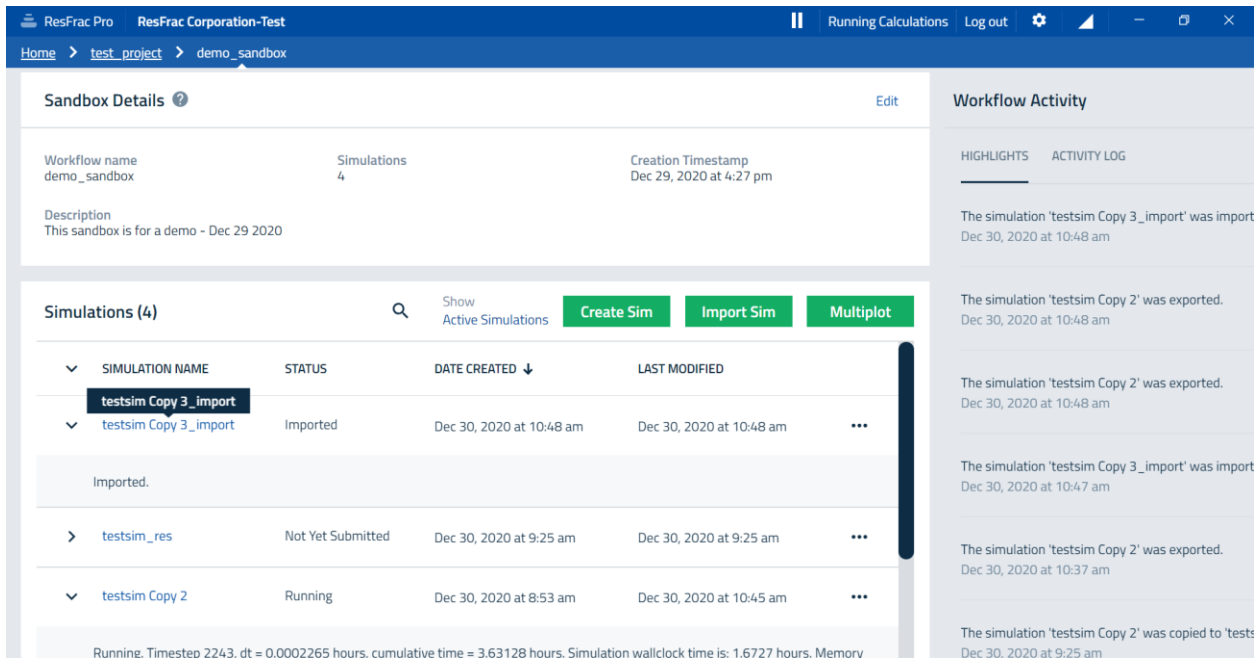 ResFrac Pro ResFrac Corporation-Test Running Calculations Log out
Home test_project demo_sandbox
Sandbox Details ?
Edit
Workflow name
demo_sandbox
Simulations
4
Creation Timestamp
Dec 29, 2020 at 4:27 pm
Description
This sandbox is for a demo - Dec 29 2020
Simulations (4)
Show
Active Simulations
Create Sim
Import Sim
Multiplot
SIMULATION NAME STATUS DATE CREATED LAST MODIFIED
testsim Copy 3_import
testsim Copy 3_import Imported Dec 30, 2020 at 10:48 am Dec 30, 2020 at 10:48 am
Imported.
testsim_res Not Yet Submitted Dec 30, 2020 at 9:25 am Dec 30, 2020 at 9:25 am
testsim Copy 2 Running Dec 30, 2020 at 8:53 am Dec 30, 2020 at 10:45 am
Running. Timestep 2243, dt = 0.0002265 hours, cumulative time = 3.63128 hours. Simulation wallclock time is: 1.6727 hours. Memory
Workflow Activity
HIGHLIGHTS ACTIVITY LOG
The simulation 'testsim Copy 3_import' was import
Dec 30, 2020 at 10:48 am
The simulation 'testsim Copy 2' was exported.
Dec 30, 2020 at 10:48 am
The simulation 'testsim Copy 2' was exported.
Dec 30, 2020 at 10:48 am
The simulation 'testsim Copy 3_import' was import
Dec 30, 2020 at 10:47 am
The simulation 'testsim Copy 2' was exported.
Dec 30, 2020 at 10:37 am
The simulation 'testsim Copy 2' was copied to 'tests
Dec 30, 2020 at 9:25 am